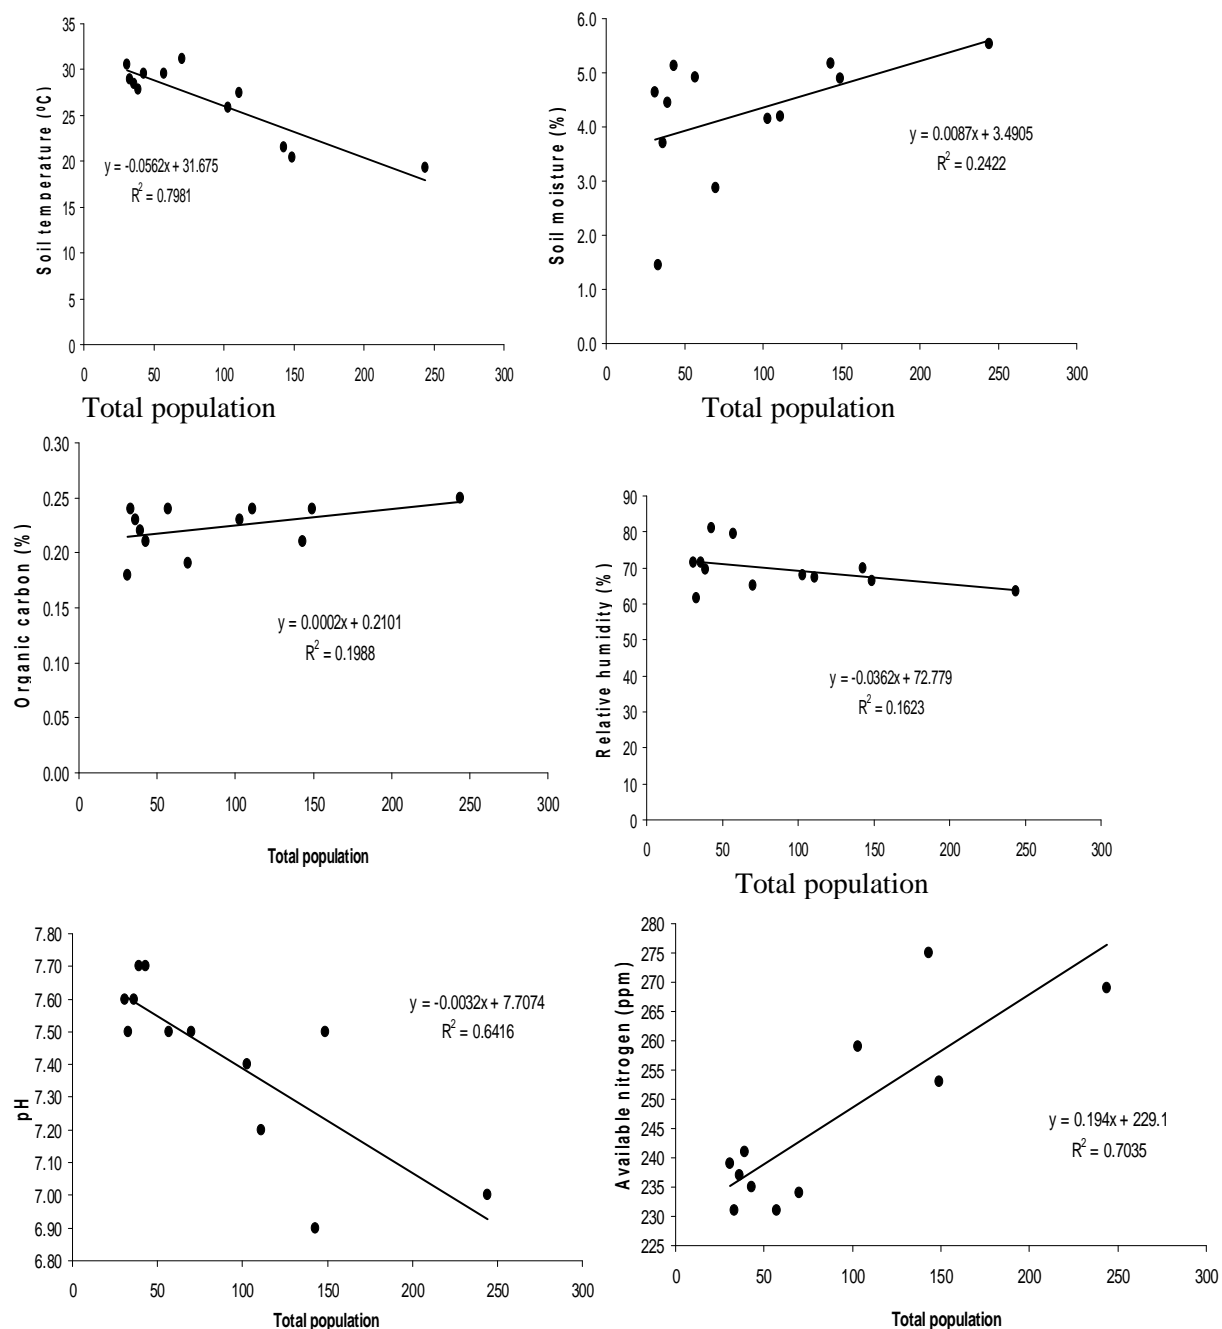 35
30
25
20
15
10
5
0
Soil temperature (ºC)
y = -0.0562x + 31.675
R² = 0.7981
0 50 100 150 200 250 300
Total population
6.0
5.0
4.0
3.0
2.0
1.0
0.0
Soil moisture (%)
y = 0.0087x + 3.4905
R² = 0.2422
0 50 100 150 200 250 300
Total population
0.30
0.25
0.20
0.15
0.10
0.05
0.00
Organic carbon (%)
y = 0.0002x + 0.2101
R² = 0.1988
0 50 100 150 200 250 300
Total population
90
80
70
60
50
40
30
20
10
0
Relative humidity (%)
y = -0.0362x + 72.779
R² = 0.1623
0 50 100 150 200 250 300
Total population
7.80
7.70
7.60
7.50
7.40
7.30
7.20
7.10
7.00
6.90
6.80
pH
y = -0.0032x + 7.7074
R² = 0.6416
0 50 100 150 200 250 300
Total population
280
275
270
265
260
255
250
245
240
235
230
225
Available nitrogen (ppm)
y = 0.194x + 229.1
R² = 0.7035
0 50 100 150 200 250 300
Total population